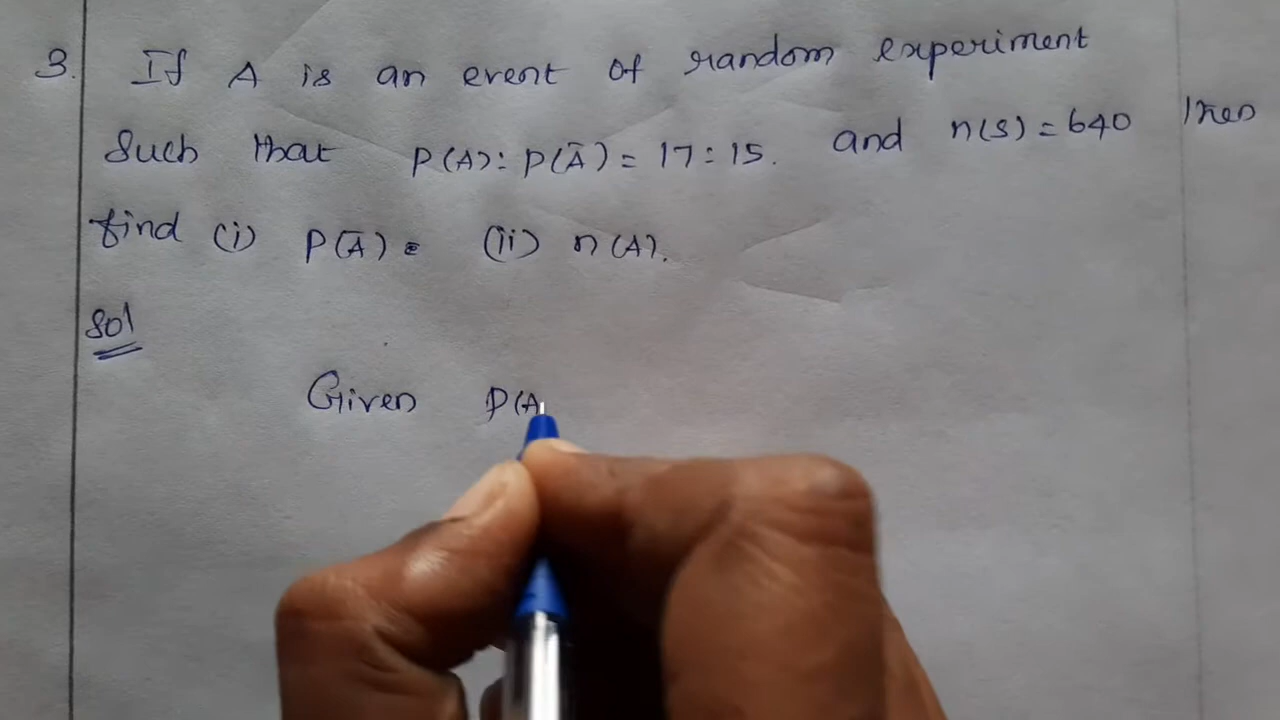 3. If A is an event of random experiment
Such that P(A) : P(Ā) = 17 : 15. and n(S) = 640 then
find (i) P(Ā) = (ii) n(A).
Sol
Given P(A